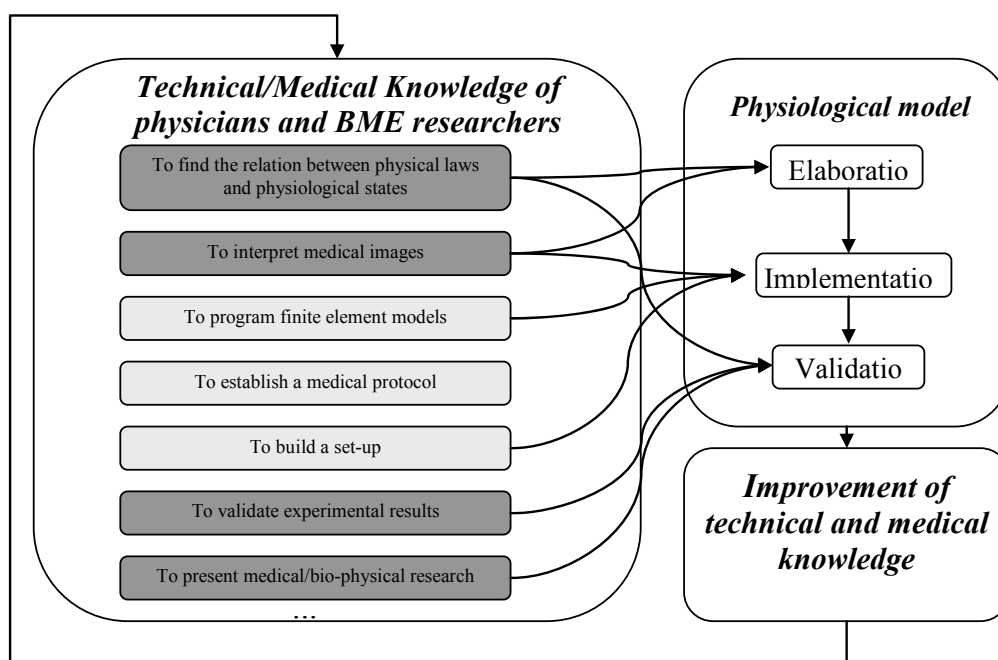 Technical/Medical Knowledge of
physicians and BME researchers
To find the relation between physical laws
and physiological states
To interpret medical images
To program finite element models
To establish a medical protocol
To build a set-up
To validate experimental results
To present medical/bio-physical research
…
Physiological model
Elaboratio
Implementatio
Validatio
Improvement of
technical and medical
knowledge